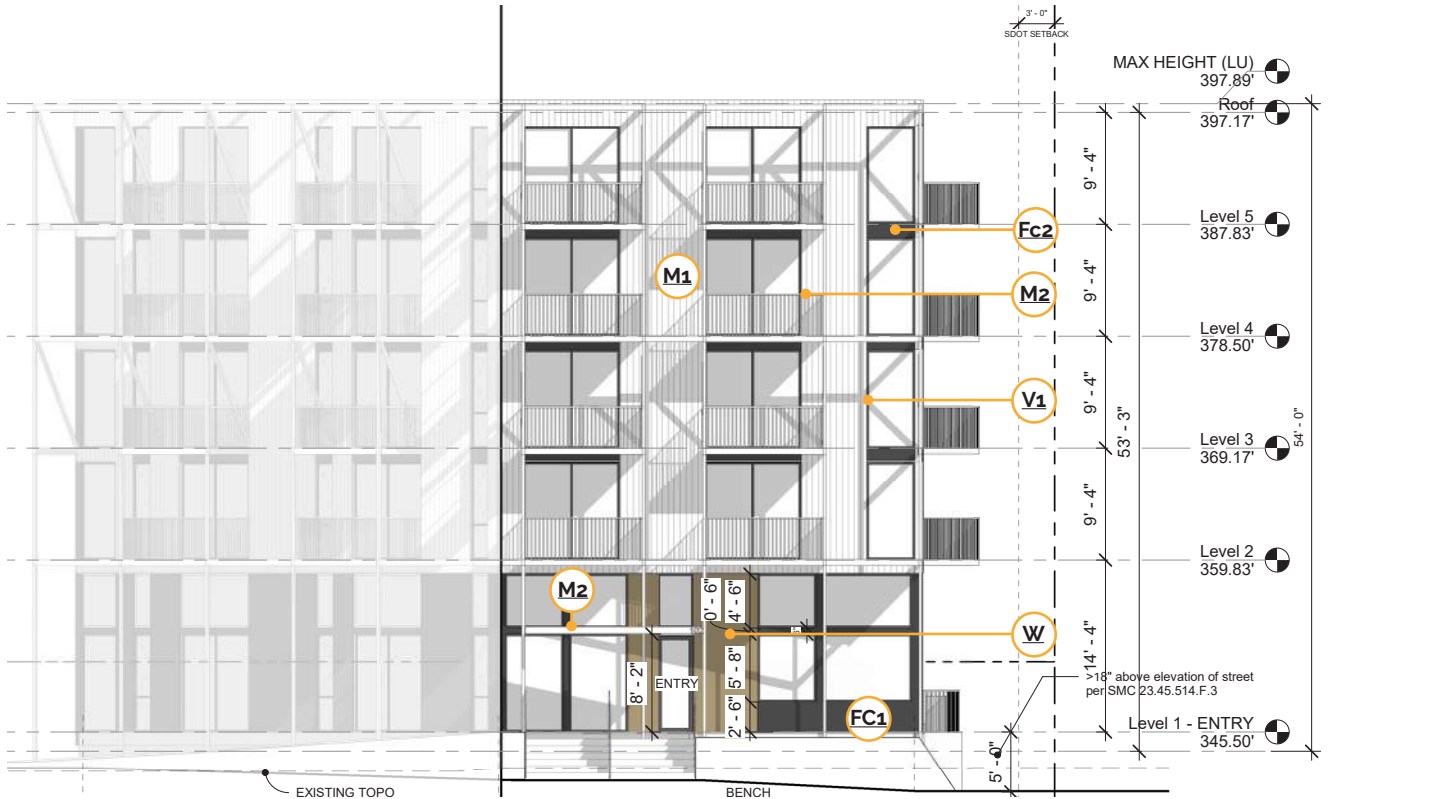 3' - 0"
SDOT SETBACK
MAX HEIGHT (LU)
397.89'
Roof
397.17'
9' - 4"
Level 5
387.83'
Fc2
M1
9' - 4"
M2
Level 4
378.50'
9' - 4"
V1
53' - 3"
54' - 0"
Level 3
369.17'
9' - 4"
Level 2
359.83'
M2
0' - 6"
4' - 6"
W
14' - 4"
8' - 2"
ENTRY
5' - 8"
>18" above elevation of street
per SMC 23.45.514.F.3
2' - 6"
FC1
Level 1 - ENTRY
345.50'
5' - 0"
EXISTING TOPO
BENCH